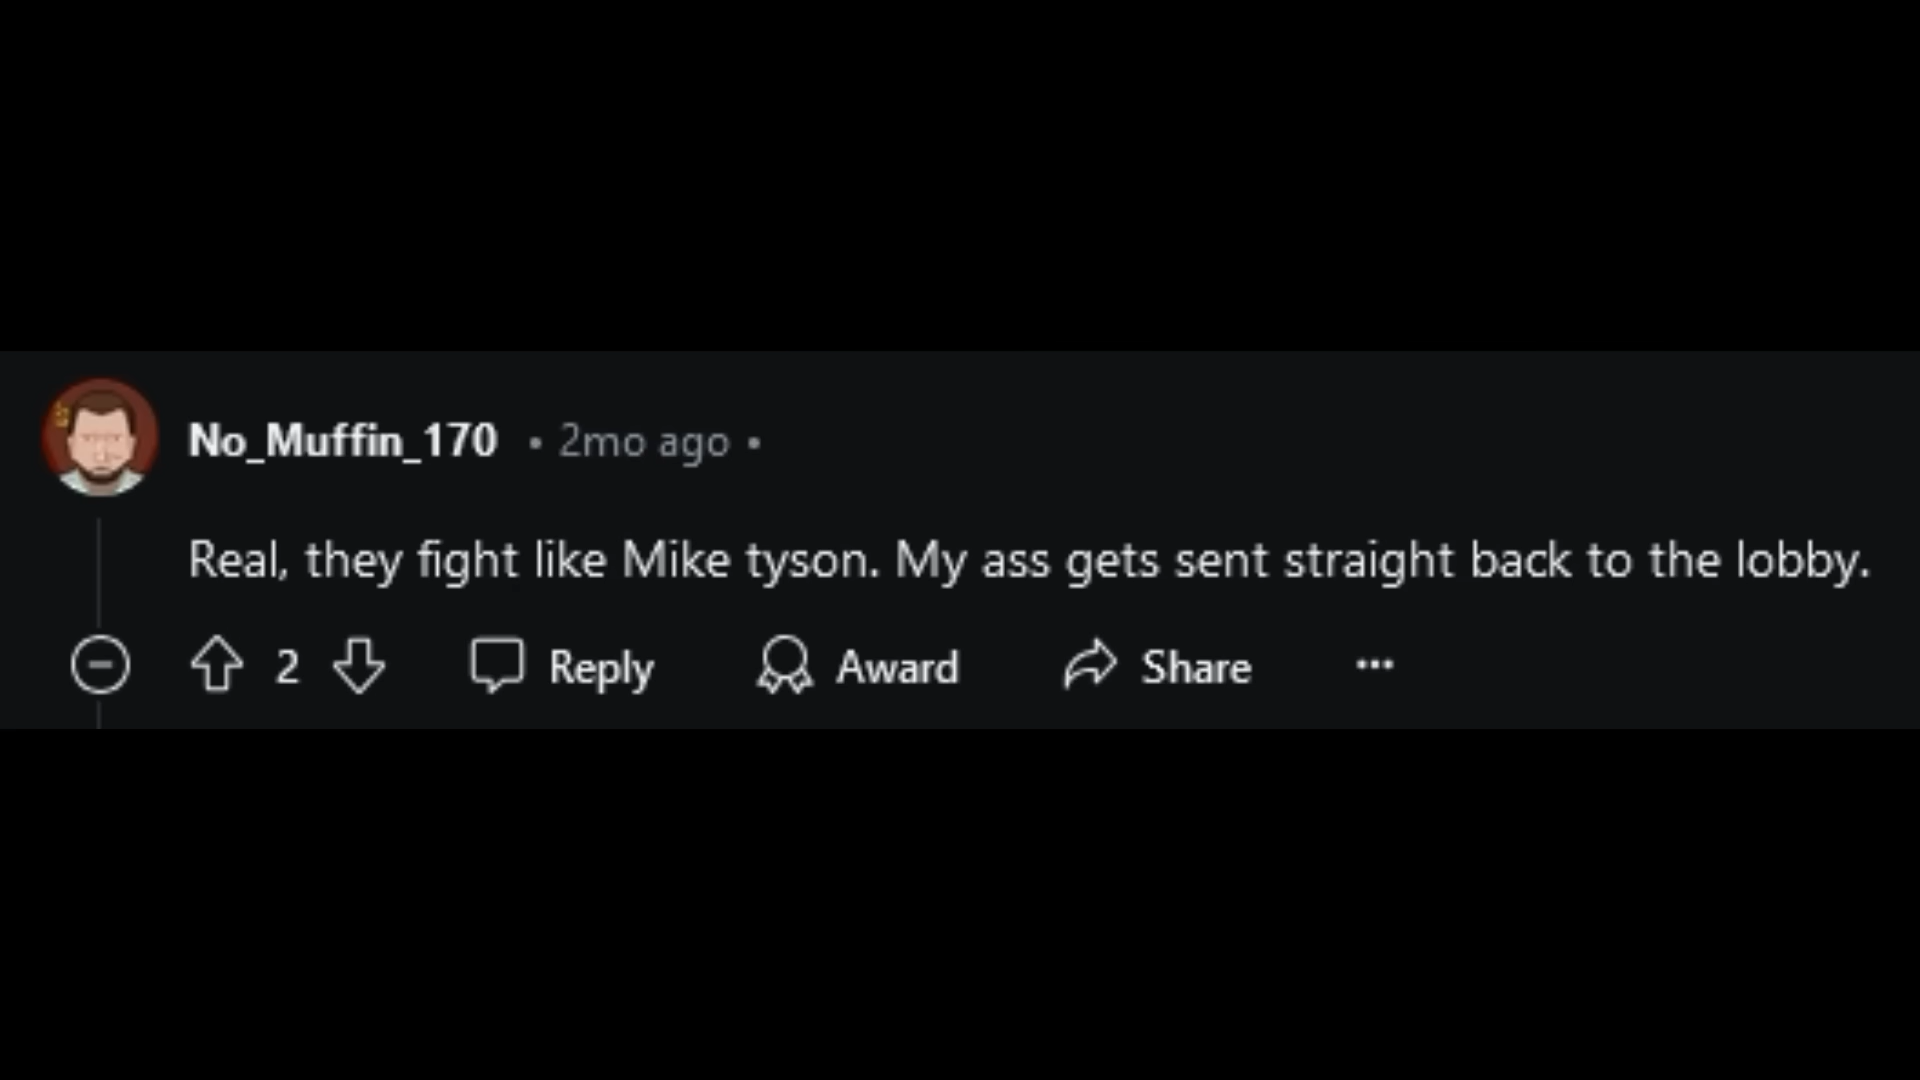 No_Muffin_170 • 2mo ago •
Real, they fight like Mike tyson. My ass gets sent straight back to the lobby.
2 Reply Award Share ...